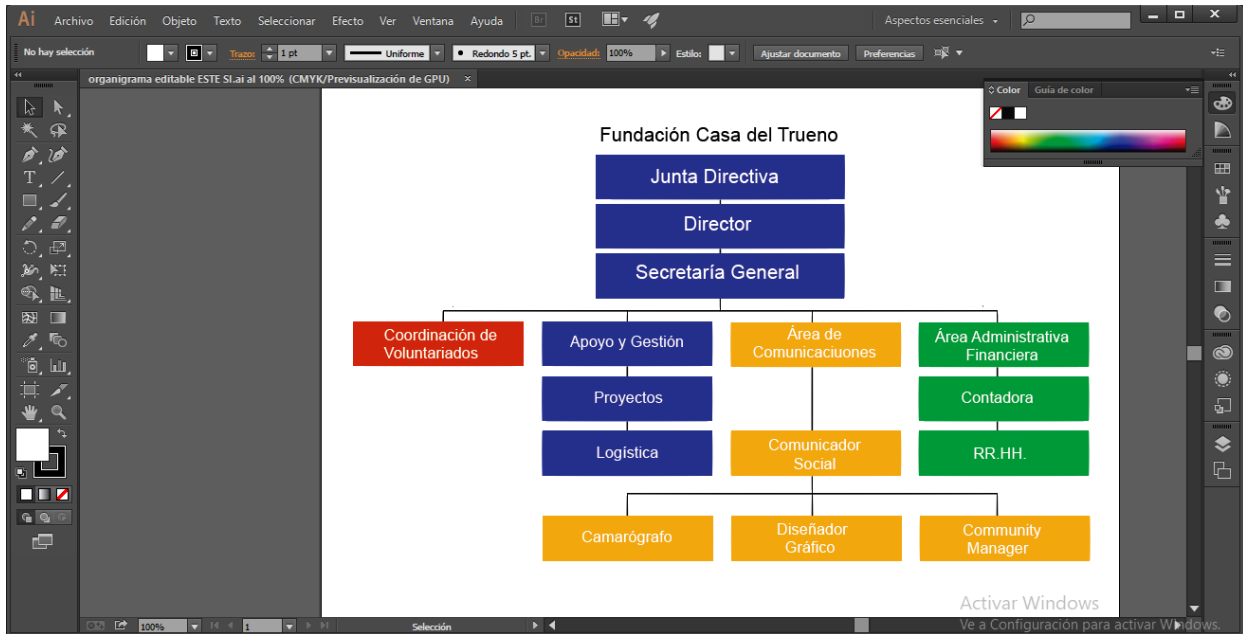 Ai Archivo Edición Objeto Texto Seleccionar Efecto Ver Ventana Ayuda Br St Aspectos esenciales
No hay selección Trazo: 1 pt Uniforme Redondo 5 pt. Opacidad: 100% Estilo: Ajustar documento Preferencias
organigrama editable ESTE SI.ai al 100% (CMYK/Previsualización de GPU) ×
Color Guía de color
Fundación Casa del Trueno
Junta Directiva
Director
Secretaría General
Coordinación de
Voluntariados
Apoyo y Gestión
Área de
Comunicaciuones
Área Administrativa
Financiera
Proyectos
Contadora
Logística
Comunicador
Social
RR.HH.
Camarógrafo
Diseñador
Gráfico
Community
Manager
Activar Windows
Ve a Configuración para activar Windows.
100% 1 Selección